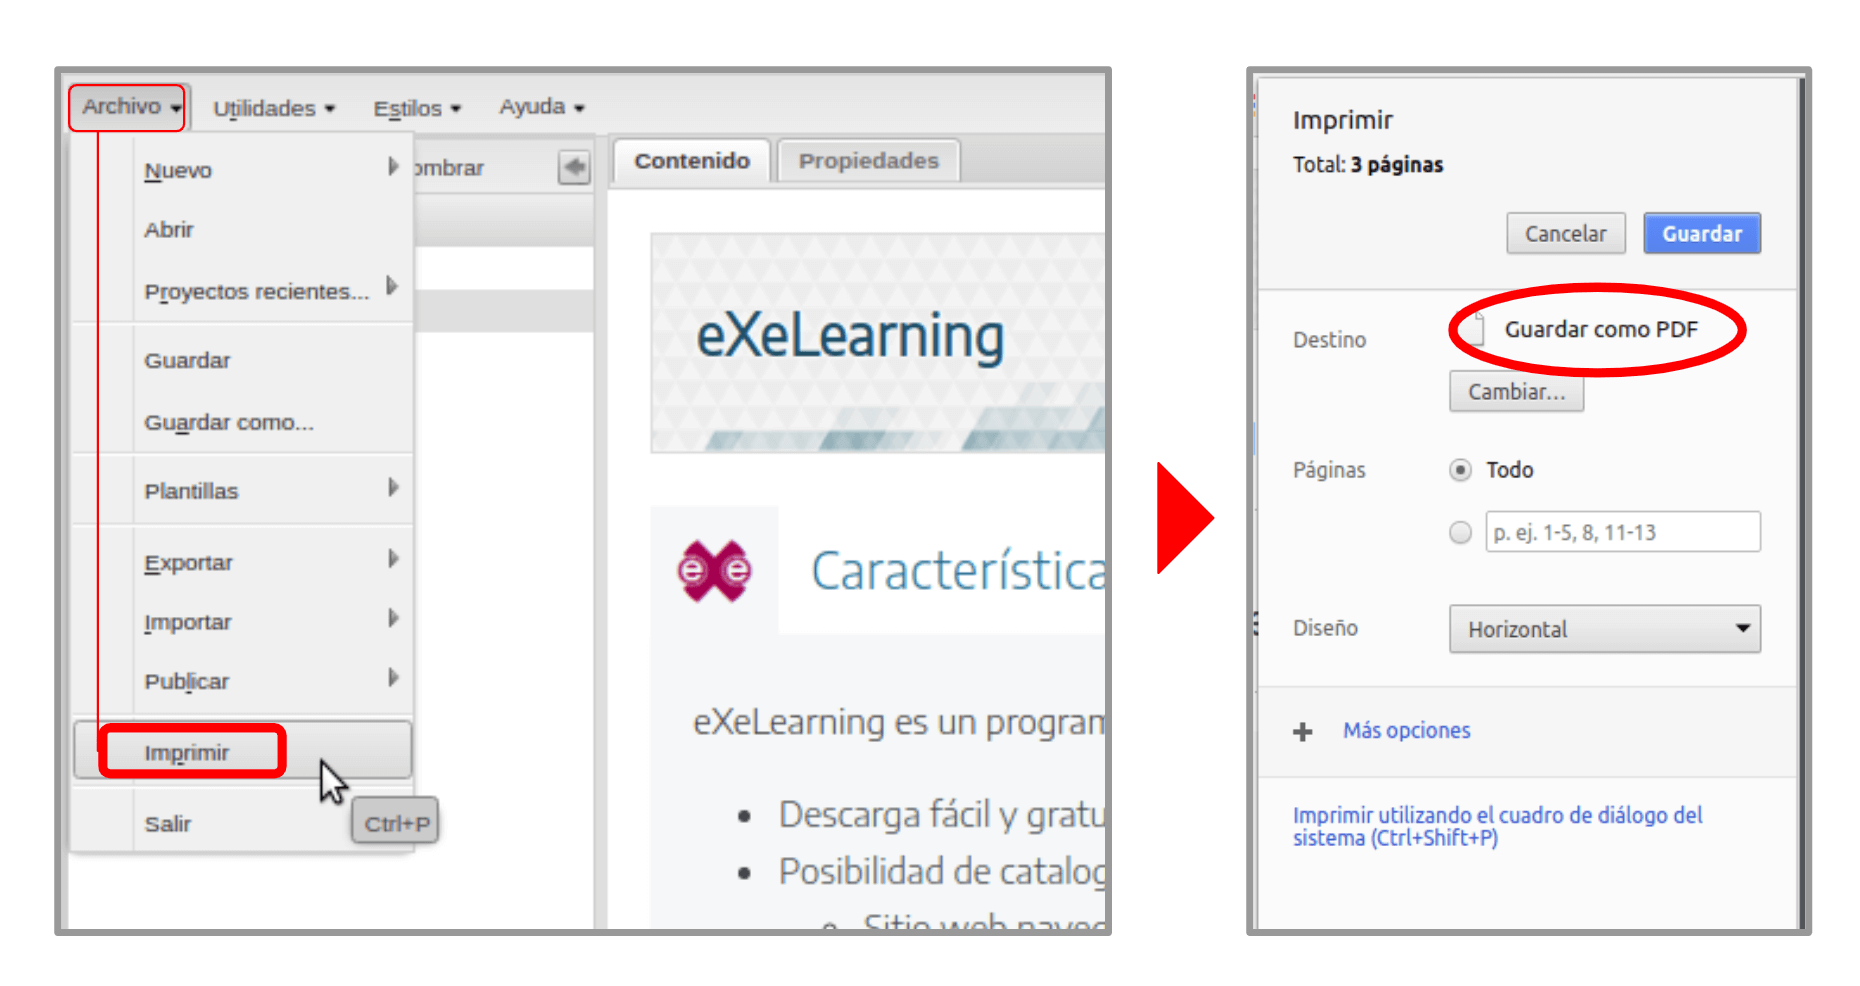 Archivo
Utilidades
Estilos
Ayuda
Nuevo
Abrir
Proyectos recientes...
Guardar
Guardar como...
Plantillas
Exportar
Importar
Publicar
Imprimir
Salir
Ctrl+P
ombrar
Contenido
Propiedades
eXeLearning
Característica
eXeLearning es un program
Descarga fácil y gratu
Posibilidad de catalog
Sitio web naveg
Imprimir
Total: 3 páginas
Cancelar
Guardar
Destino
Guardar como PDF
Cambiar...
Páginas
Todo
p. ej. 1-5, 8, 11-13
Diseño
Horizontal
Más opciones
Imprimir utilizando el cuadro de diálogo del
sistema (Ctrl+Shift+P)